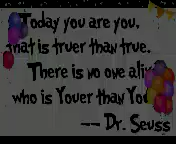 Today you are you,
that is truer than true.
There is no one
who is Youer than You
-- Dr. Seuss